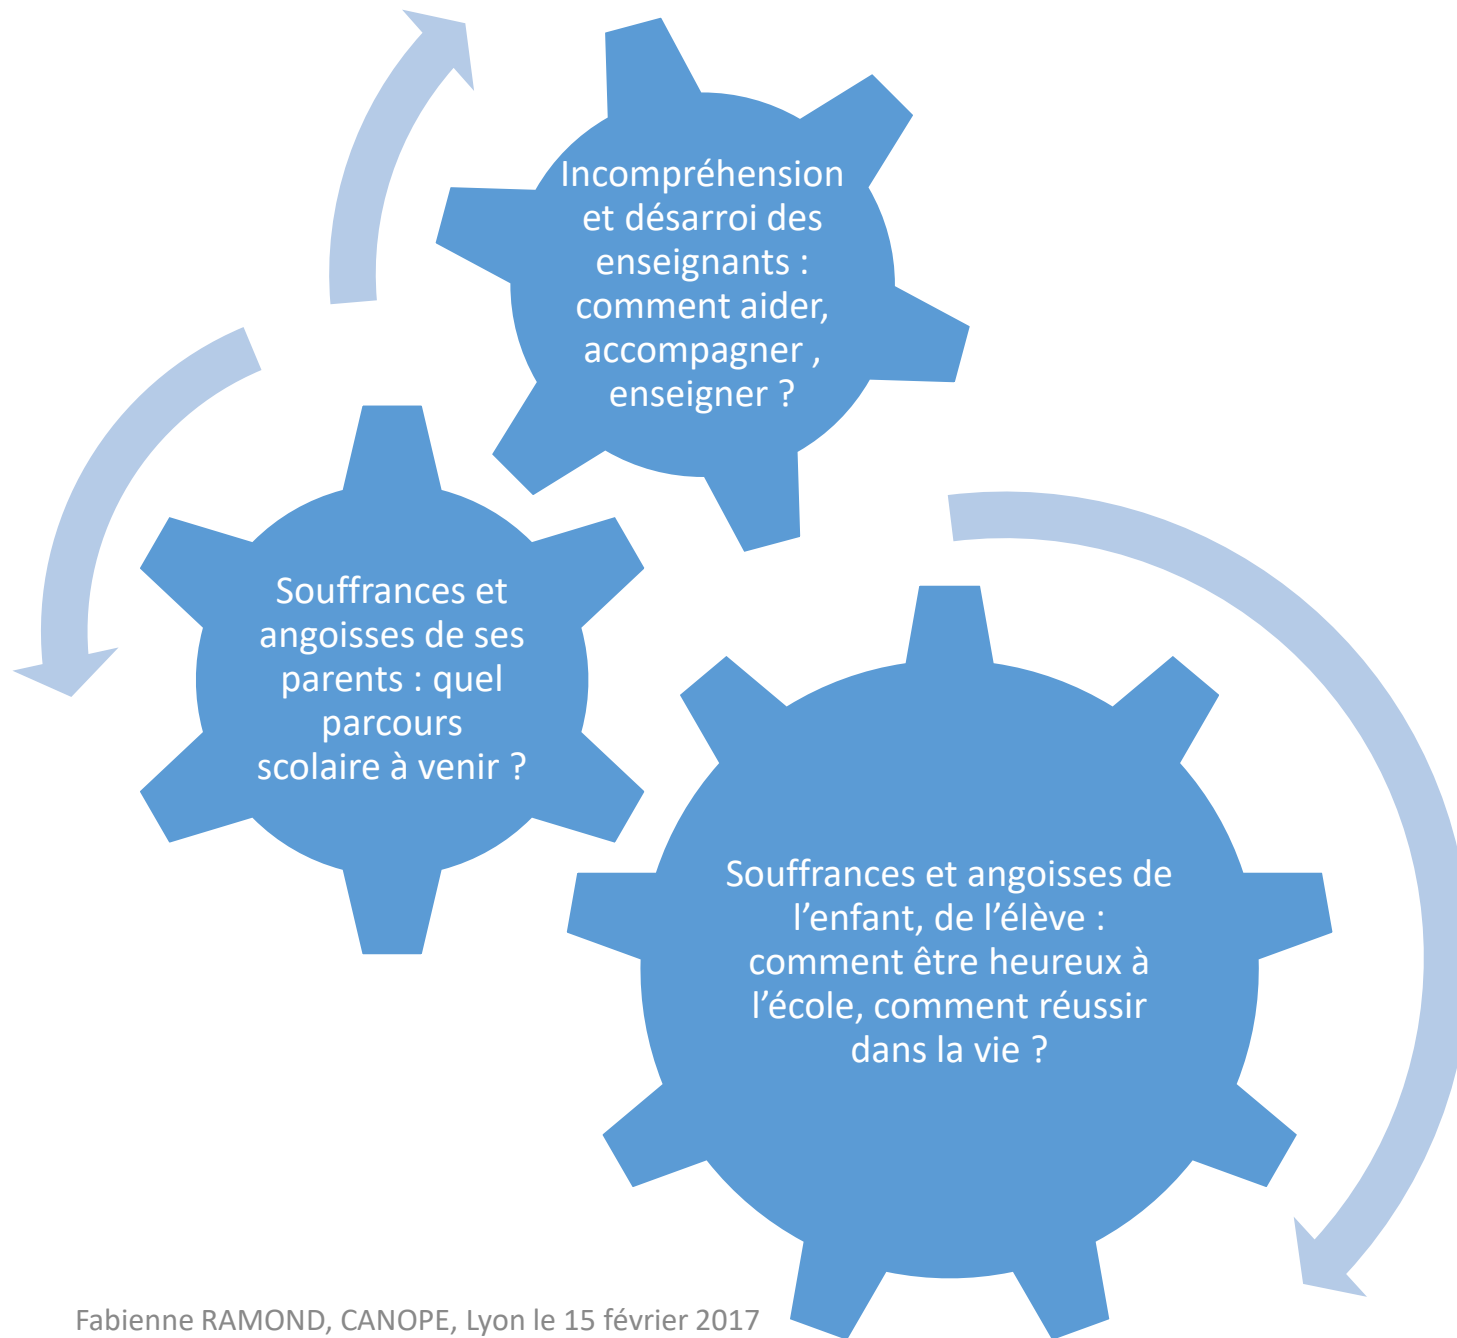 Incompréhension
et désarroi des
enseignants :
comment aider,
accompagner ,
enseigner ?
Souffrances et
angoisses de ses
parents : quel
parcours
scolaire à venir ?
Souffrances et angoisses de
l’enfant, de l’élève :
comment être heureux à
l’école, comment réussir
dans la vie ?
Fabienne RAMOND, CANOPE, Lyon le 15 février 2017